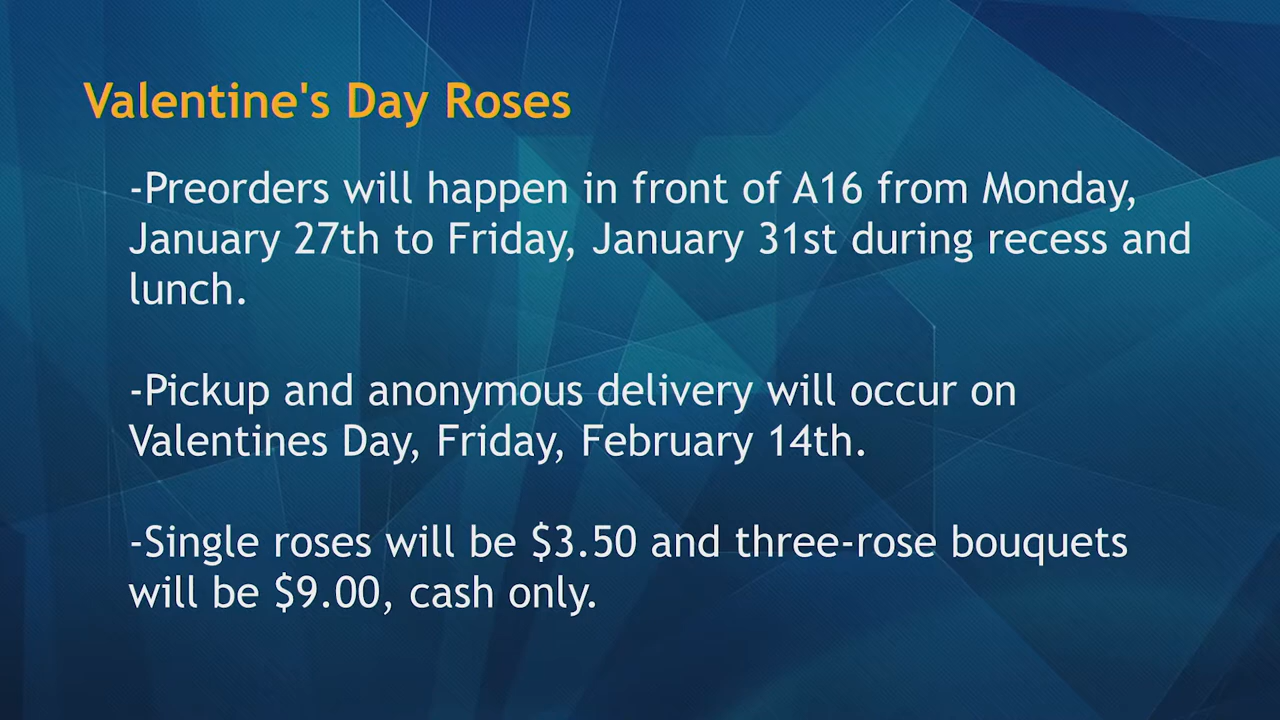 Valentine's Day Roses
-Preorders will happen in front of A16 from Monday,
January 27th to Friday, January 31st during recess and
lunch.
-Pickup and anonymous delivery will occur on
Valentines Day, Friday, February 14th.
-Single roses will be $3.50 and three-rose bouquets
will be $9.00, cash only.